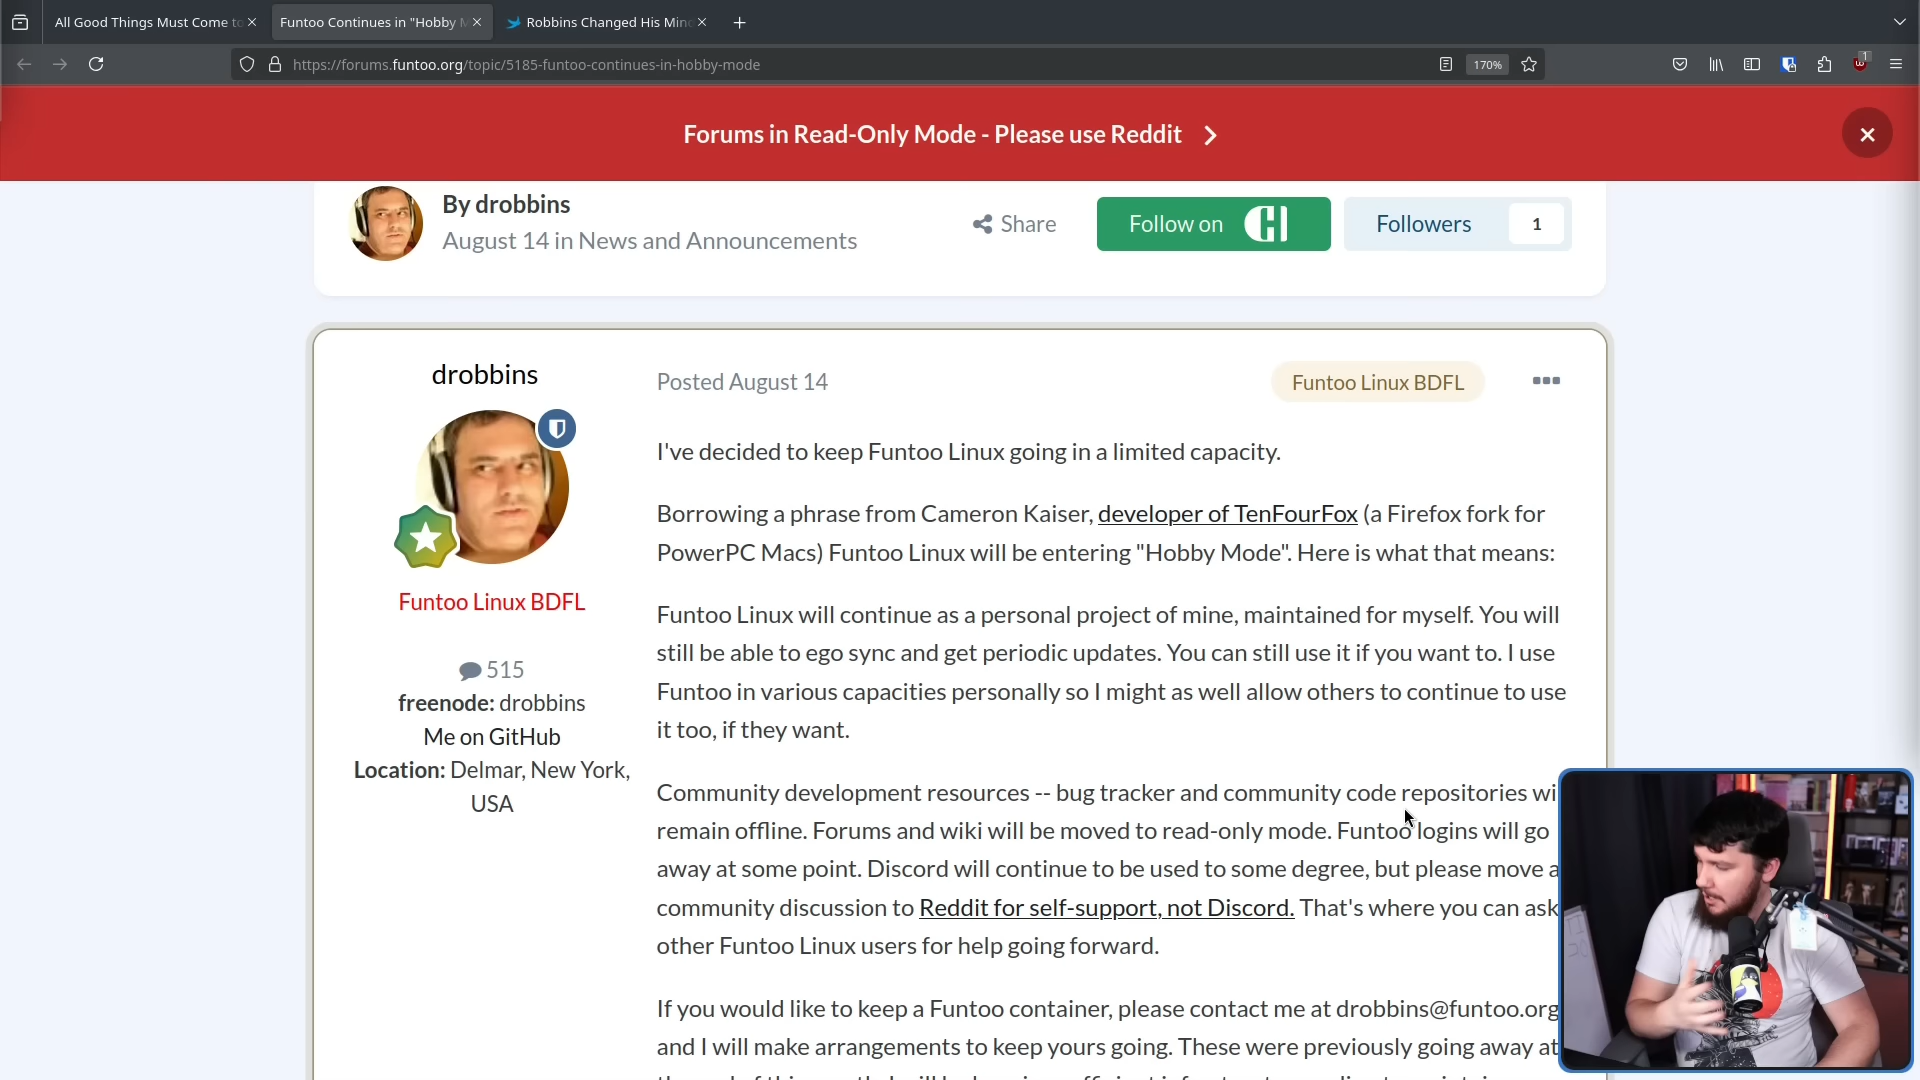 All Good Things Must Come to
Funtoo Continues in "Hobby M
Robbins Changed His Min
https://forums.funtoo.org/topic/5185-funtoo-continues-in-hobby-mode
170%
1
Forums in Read-Only Mode - Please use Reddit
By drobbins
August 14 in News and Announcements
Share
Follow on
Followers
1
drobbins
Funtoo Linux BDFL
515
freenode: drobbins
Me on GitHub
Location: Delmar, New York,
USA
Posted August 14
Funtoo Linux BDFL
I've decided to keep Funtoo Linux going in a limited capacity.
Borrowing a phrase from Cameron Kaiser, developer of TenFourFox (a Firefox fork for
PowerPC Macs) Funtoo Linux will be entering "Hobby Mode". Here is what that means:
Funtoo Linux will continue as a personal project of mine, maintained for myself. You will
still be able to ego sync and get periodic updates. You can still use it if you want to. I use
Funtoo in various capacities personally so I might as well allow others to continue to use
it too, if they want.
Community development resources -- bug tracker and community code repositories wi
remain offline. Forums and wiki will be moved to read-only mode. Funtoo logins will go
away at some point. Discord will continue to be used to some degree, but please move a
community discussion to Reddit for self-support, not Discord. That's where you can ask
other Funtoo Linux users for help going forward.
If you would like to keep a Funtoo container, please contact me at drobbins@funtoo.org
and I will make arrangements to keep yours going. These were previously going away at